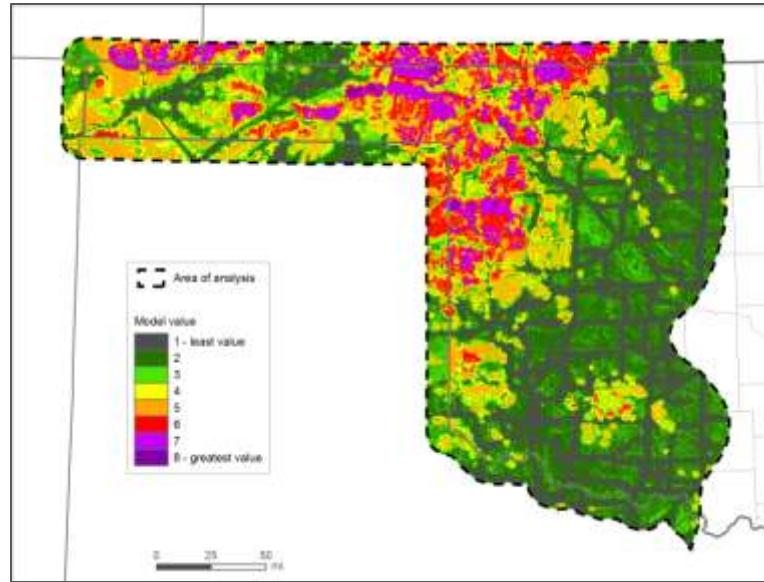 Area of analysis
Model value
1 - least value
2
3
4
5
6
7
8 - greatest value
0 25 50
mi.